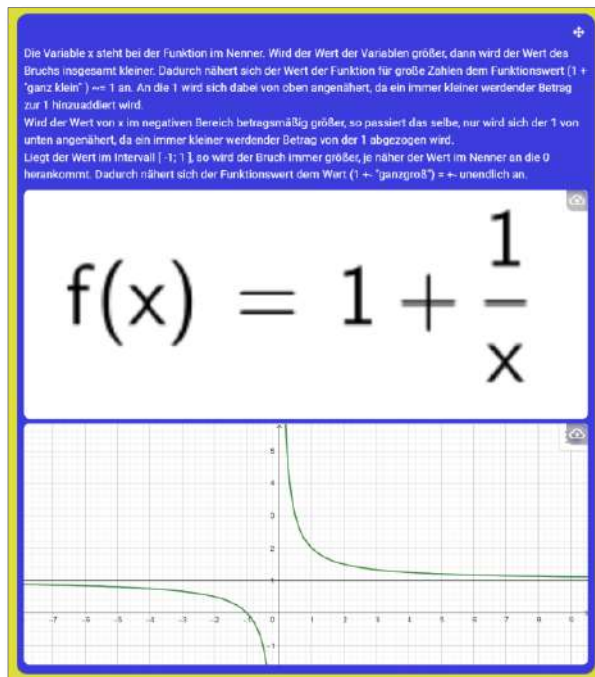 Die Variable x steht bei der Funktion im Nenner. Wird der Wert der Variablen größer, dann wird der Wert des
Bruchs insgesamt kleiner. Dadurch nähert sich der Wert der Funktion für große Zahlen dem Funktionswert (1 +
"ganz klein" ) ~= 1 an. An die 1 wird sich dabei von oben angenähert, da ein immer kleiner werdender Betrag
zur 1 hinzuaddiert wird.
Wird der Wert von x im negativen Bereich betragsmäßig größer, so passiert das selbe, nur wird sich der 1 von
unten angenähert, da ein immer kleiner werdender Betrag von der 1 abgezogen wird.
Liegt der Wert im Intervall [ -1; 1 ], so wird der Bruch immer größer, je näher der Wert im Nenner an die 0
herankommt. Dadurch nähert sich der Funktionswert dem Wert (1 +- "ganzgroß") = +- unendlich an.
f(x) = 1 + 1/x
5
4
3
2
1
-7 -6 -5 -4 -3 -2 -1 0 1 2 3 4 5 6 7 8 9
-1